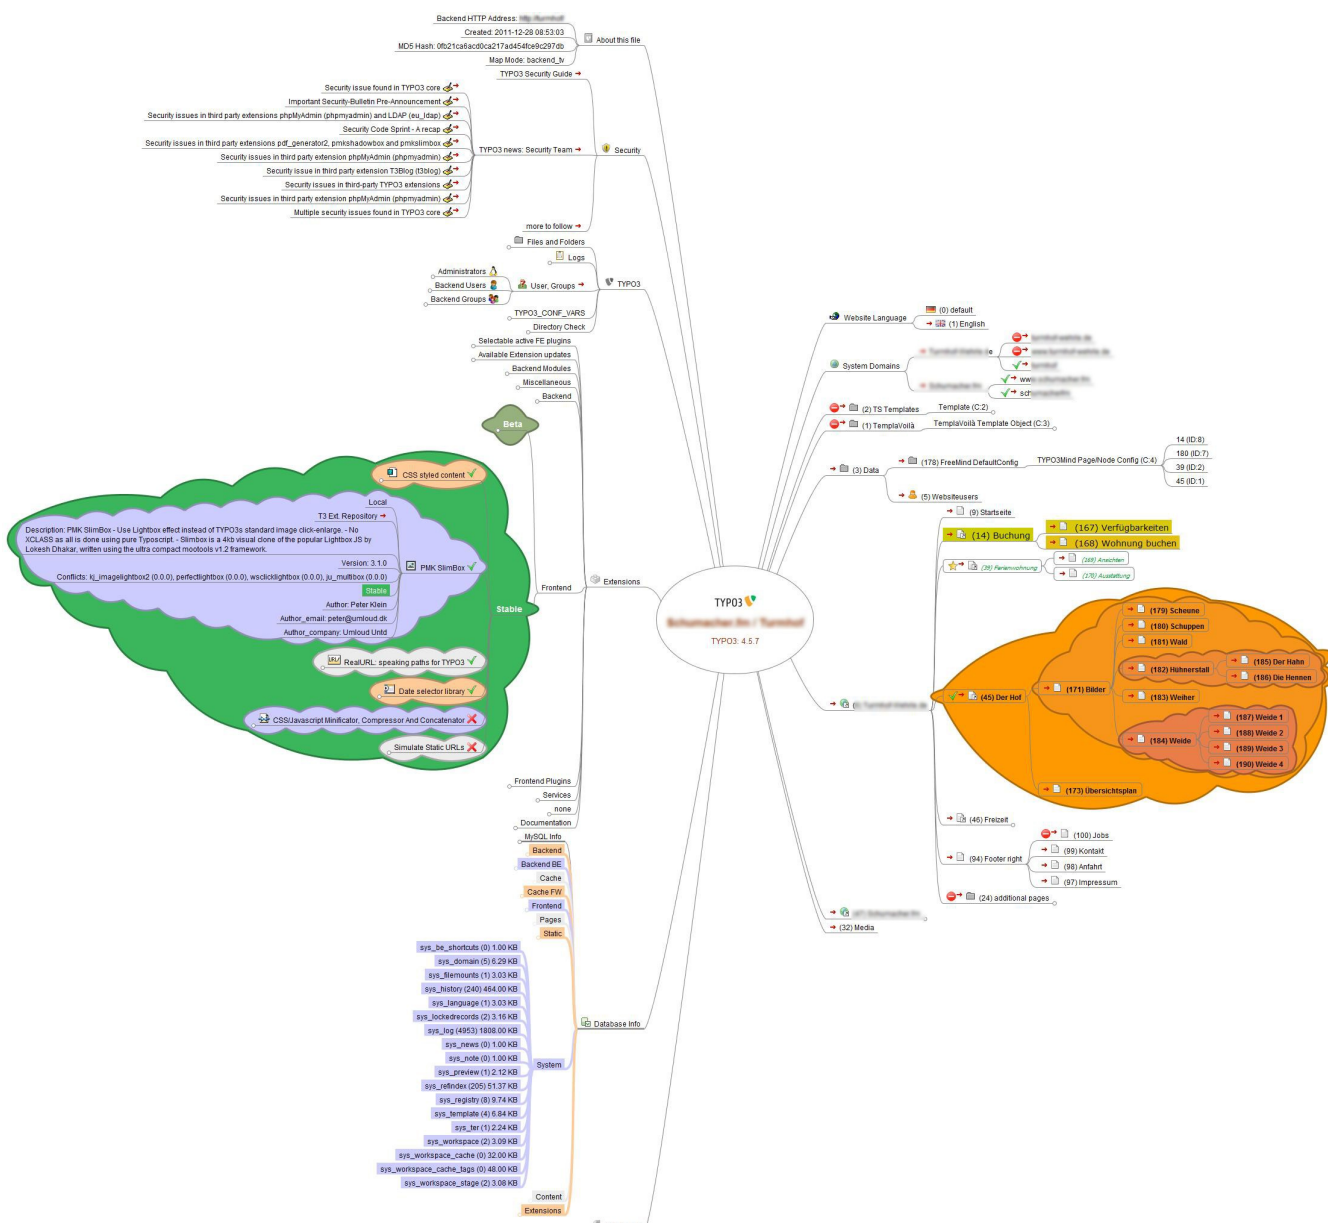 Backend HTTP Address:
Created: 2011-12-28 08:53:03
MD5 Hash: 0fb21ca6acd0ca217ad454fce9c297db
Map Mode: backend_tv
About this file
TYPO3 Security Guide
Security issue found in TYPO3 core
Important Security-Bulletin Pre-Announcement
Security issues in third party extensions phpMyAdmin (phpmyadmin) and LDAP (eu_ldap)
Security Code Sprint - A recap
Security issues in third party extensions pdf_generator2, pmkshadowbox and pmkslimbox
Security issues in third party extension phpMyAdmin (phpmyadmin)
Security issue in third party extension T3Blog (t3blog)
Security issues in third-party TYPO3 extensions
Security issues in third party extension phpMyAdmin (phpmyadmin)
Multiple security issues found in TYPO3 core
TYPO3 news: Security Team
Security
more to follow
Files and Folders
Logs
Administrators
Backend Users
Backend Groups
User, Groups
TYPO3
TYPO3_CONF_VARS
Directory Check
Selectable active FE plugins
Available Extension updates
Backend Modules
Miscellaneous
Backend
Beta
CSS styled content
Local
T3 Ext. Repository
Description: PMK SlimBox - Use Lightbox effect instead of TYPO3s standard image click-enlarge. - No
XCLASS as all is done using pure Typoscript. - Slimbox is a 4kb visual clone of the popular Lightbox JS by
Lokesh Dhakar, written using the ultra compact mootools v1.2 framework.
Version: 3.1.0
PMK SlimBox
Conflicts: kj_imagelightbox2 (0.0.0), perfectlightbox (0.0.0), wsclicklightbox (0.0.0), ju_multibox (0.0.0)
Stable
Author: Peter Klein
Author_email: peter@umloud.dk
Author_company: Umloud Untd
RealURL: speaking paths for TYPO3
Date selector library
CSS/Javascript Minificator, Compressor And Concatenator
Simulate Static URLs
Stable
Frontend
Extensions
Frontend Plugins
Services
none
Documentation
MySQL Info
Backend
Backend BE
Cache
Cache FW
Frontend
Pages
Static
sys_be_shortcuts (0) 1.00 KB
sys_domain (5) 6.29 KB
sys_filemounts (1) 3.03 KB
sys_history (240) 464.00 KB
sys_language (1) 3.03 KB
sys_lockedrecords (2) 3.16 KB
sys_log (4953) 1808.00 KB
sys_news (0) 1.00 KB
sys_note (0) 1.00 KB
sys_preview (1) 2.12 KB
sys_refindex (205) 51.37 KB
sys_registry (8) 9.74 KB
sys_template (4) 6.84 KB
sys_ter (1) 2.24 KB
sys_workspace (2) 3.09 KB
sys_workspace_cache (0) 32.00 KB
sys_workspace_cache_tags (0) 48.00 KB
sys_workspace_stage (2) 3.08 KB
System
Database Info
Content
Extensions
TYPO3
TYPO3: 4.5.7
Website Language
(0) default
(1) English
System Domains
(2) TS Templates
Template (C:2)
(1) TemplaVoilà
TemplaVoilà Template Object (C:3)
(3) Data
(178) FreeMind DefaultConfig
TYPO3Mind Page/Node Config (C:4)
14 (ID:8)
180 (ID:7)
39 (ID:2)
45 (ID:1)
(5) Websiteusers
(9) Startseite
(14) Buchung
(167) Verfügbarkeiten
(168) Wohnung buchen
(39) Ferienwohnung
(169) Ansichten
(170) Ausstattung
(45) Der Hof
(171) Bilder
(179) Scheune
(180) Schuppen
(181) Wald
(182) Hühnerstall
(185) Der Hahn
(186) Die Hennen
(183) Weiher
(184) Weide
(187) Weide 1
(188) Weide 2
(189) Weide 3
(190) Weide 4
(173) Übersichtsplan
(46) Freizeit
(94) Footer right
(100) Jobs
(99) Kontakt
(98) Anfahrt
(97) Impressum
(24) additional pages
(32) Media